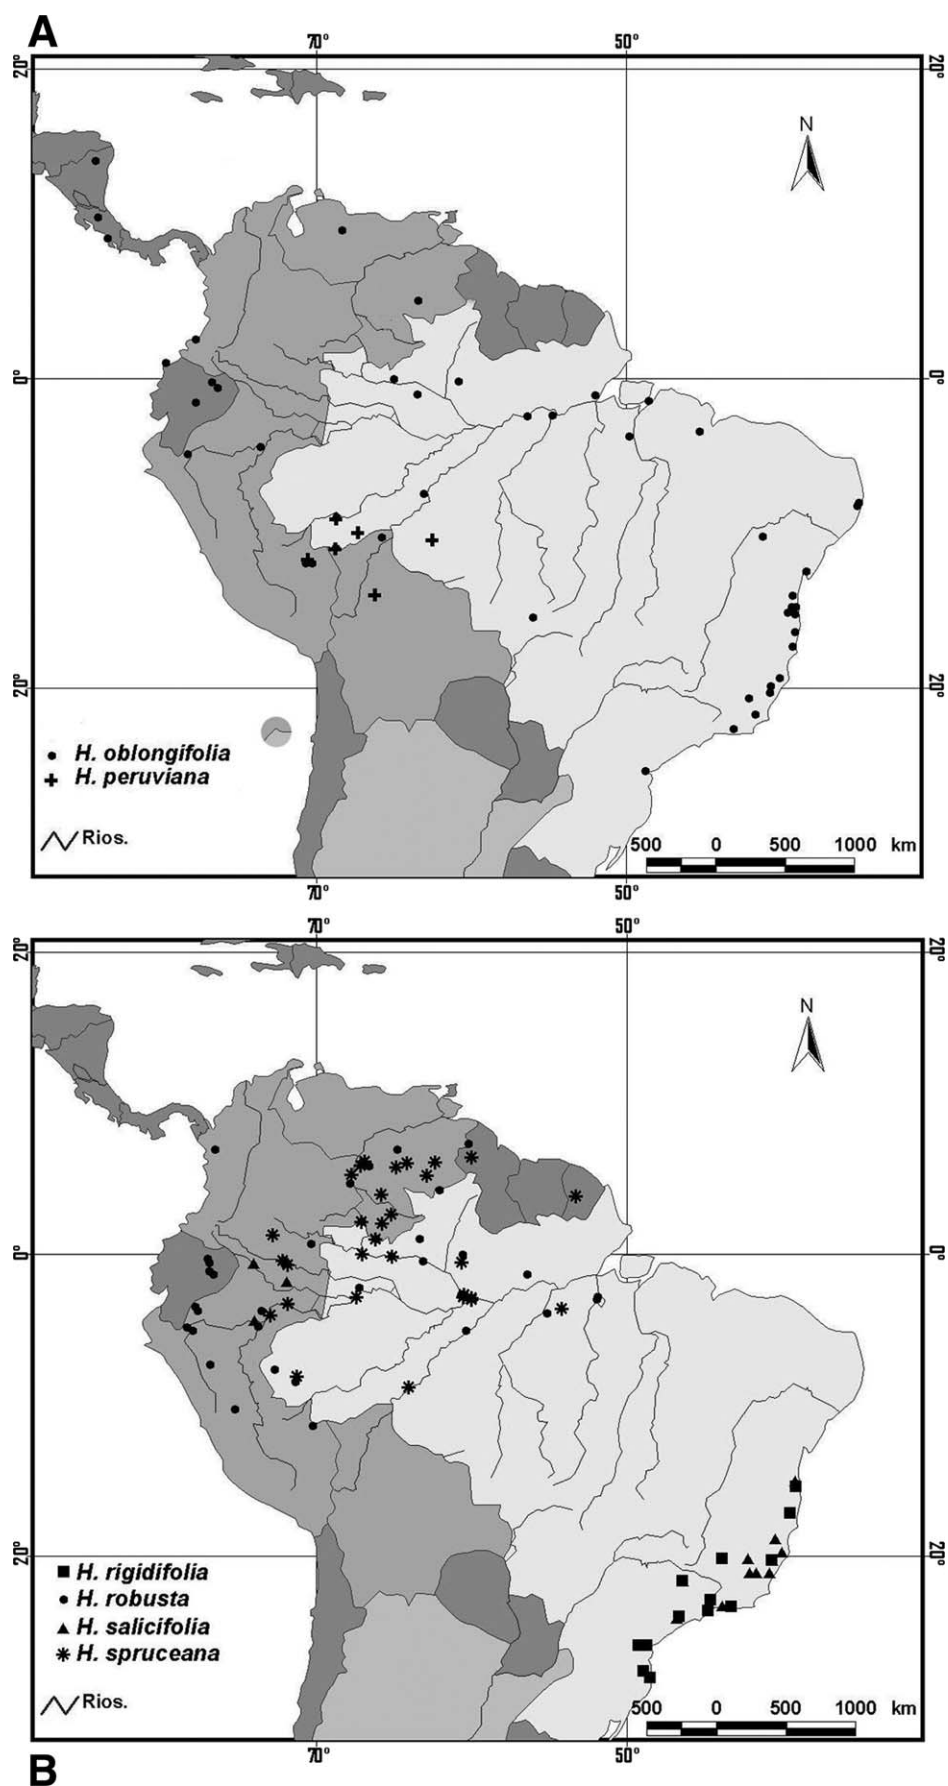 A
70° 50°
20° 20°
N
0° 0°
20° 20°
H. oblongifolia
H. peruviana
Rios.
500 0 500 1000 km
70° 50°
70° 50°
20° 20°
N
0° 0°
20° 20°
H. rigidifolia
H. robusta
H. salicifolia
H. spruceana
Rios.
500 0 500 1000 km
70° 50°
B